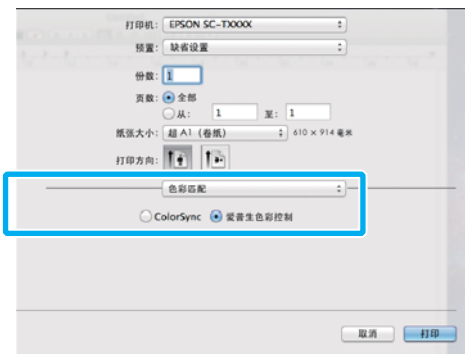 打印机: EPSON SC-TXXXX
预置: 缺省设置
份数: 1
页数: 全部
从: 1 至: 1
纸张大小: 超 A1 (卷纸) 610 × 914 毫米
打印方向:
色彩匹配
ColorSync 爱普生色彩控制
取消 打印